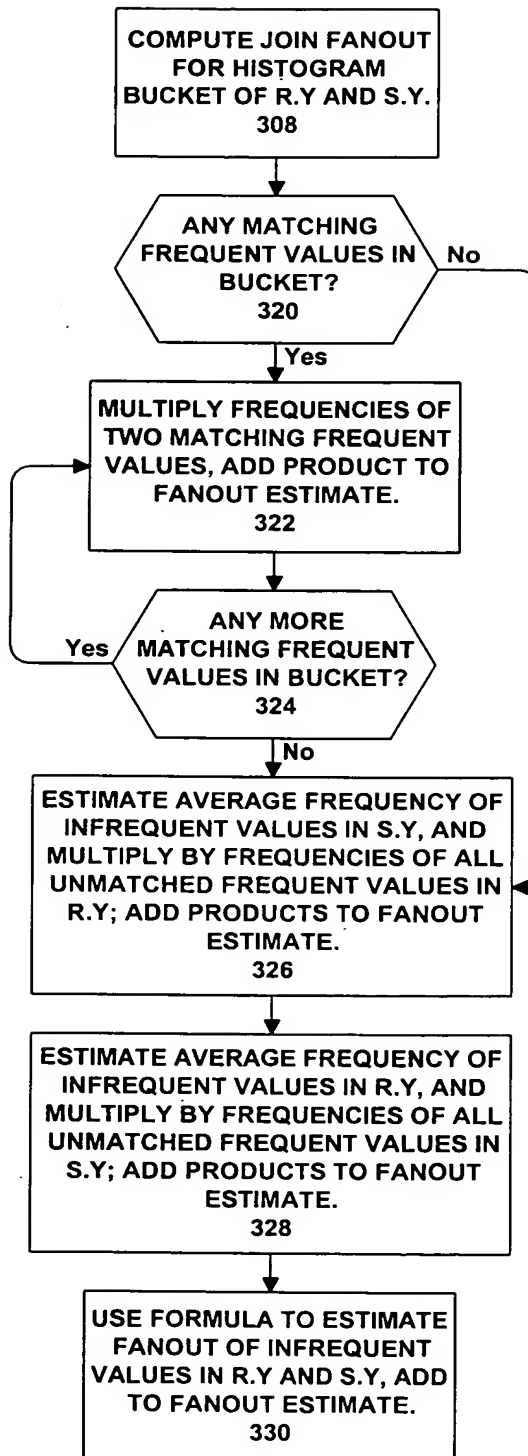 COMPUTE JOIN FANOUT
FOR HISTOGRAM
BUCKET OF R.Y AND S.Y.
308
ANY MATCHING
FREQUENT VALUES IN
BUCKET?
320
No
Yes
MULTIPLY FREQUENCIES OF
TWO MATCHING FREQUENT
VALUES, ADD PRODUCT TO
FANOUT ESTIMATE.
322
ANY MORE
MATCHING FREQUENT
VALUES IN BUCKET?
324
Yes
No
ESTIMATE AVERAGE FREQUENCY OF
INFREQUENT VALUES IN S.Y, AND
MULTIPLY BY FREQUENCIES OF ALL
UNMATCHED FREQUENT VALUES IN
R.Y; ADD PRODUCTS TO FANOUT
ESTIMATE.
326
ESTIMATE AVERAGE FREQUENCY OF
INFREQUENT VALUES IN R.Y, AND
MULTIPLY BY FREQUENCIES OF ALL
UNMATCHED FREQUENT VALUES IN
S.Y; ADD PRODUCTS TO FANOUT
ESTIMATE.
328
USE FORMULA TO ESTIMATE
FANOUT OF INFREQUENT
VALUES IN R.Y AND S.Y, ADD
TO FANOUT ESTIMATE.
330